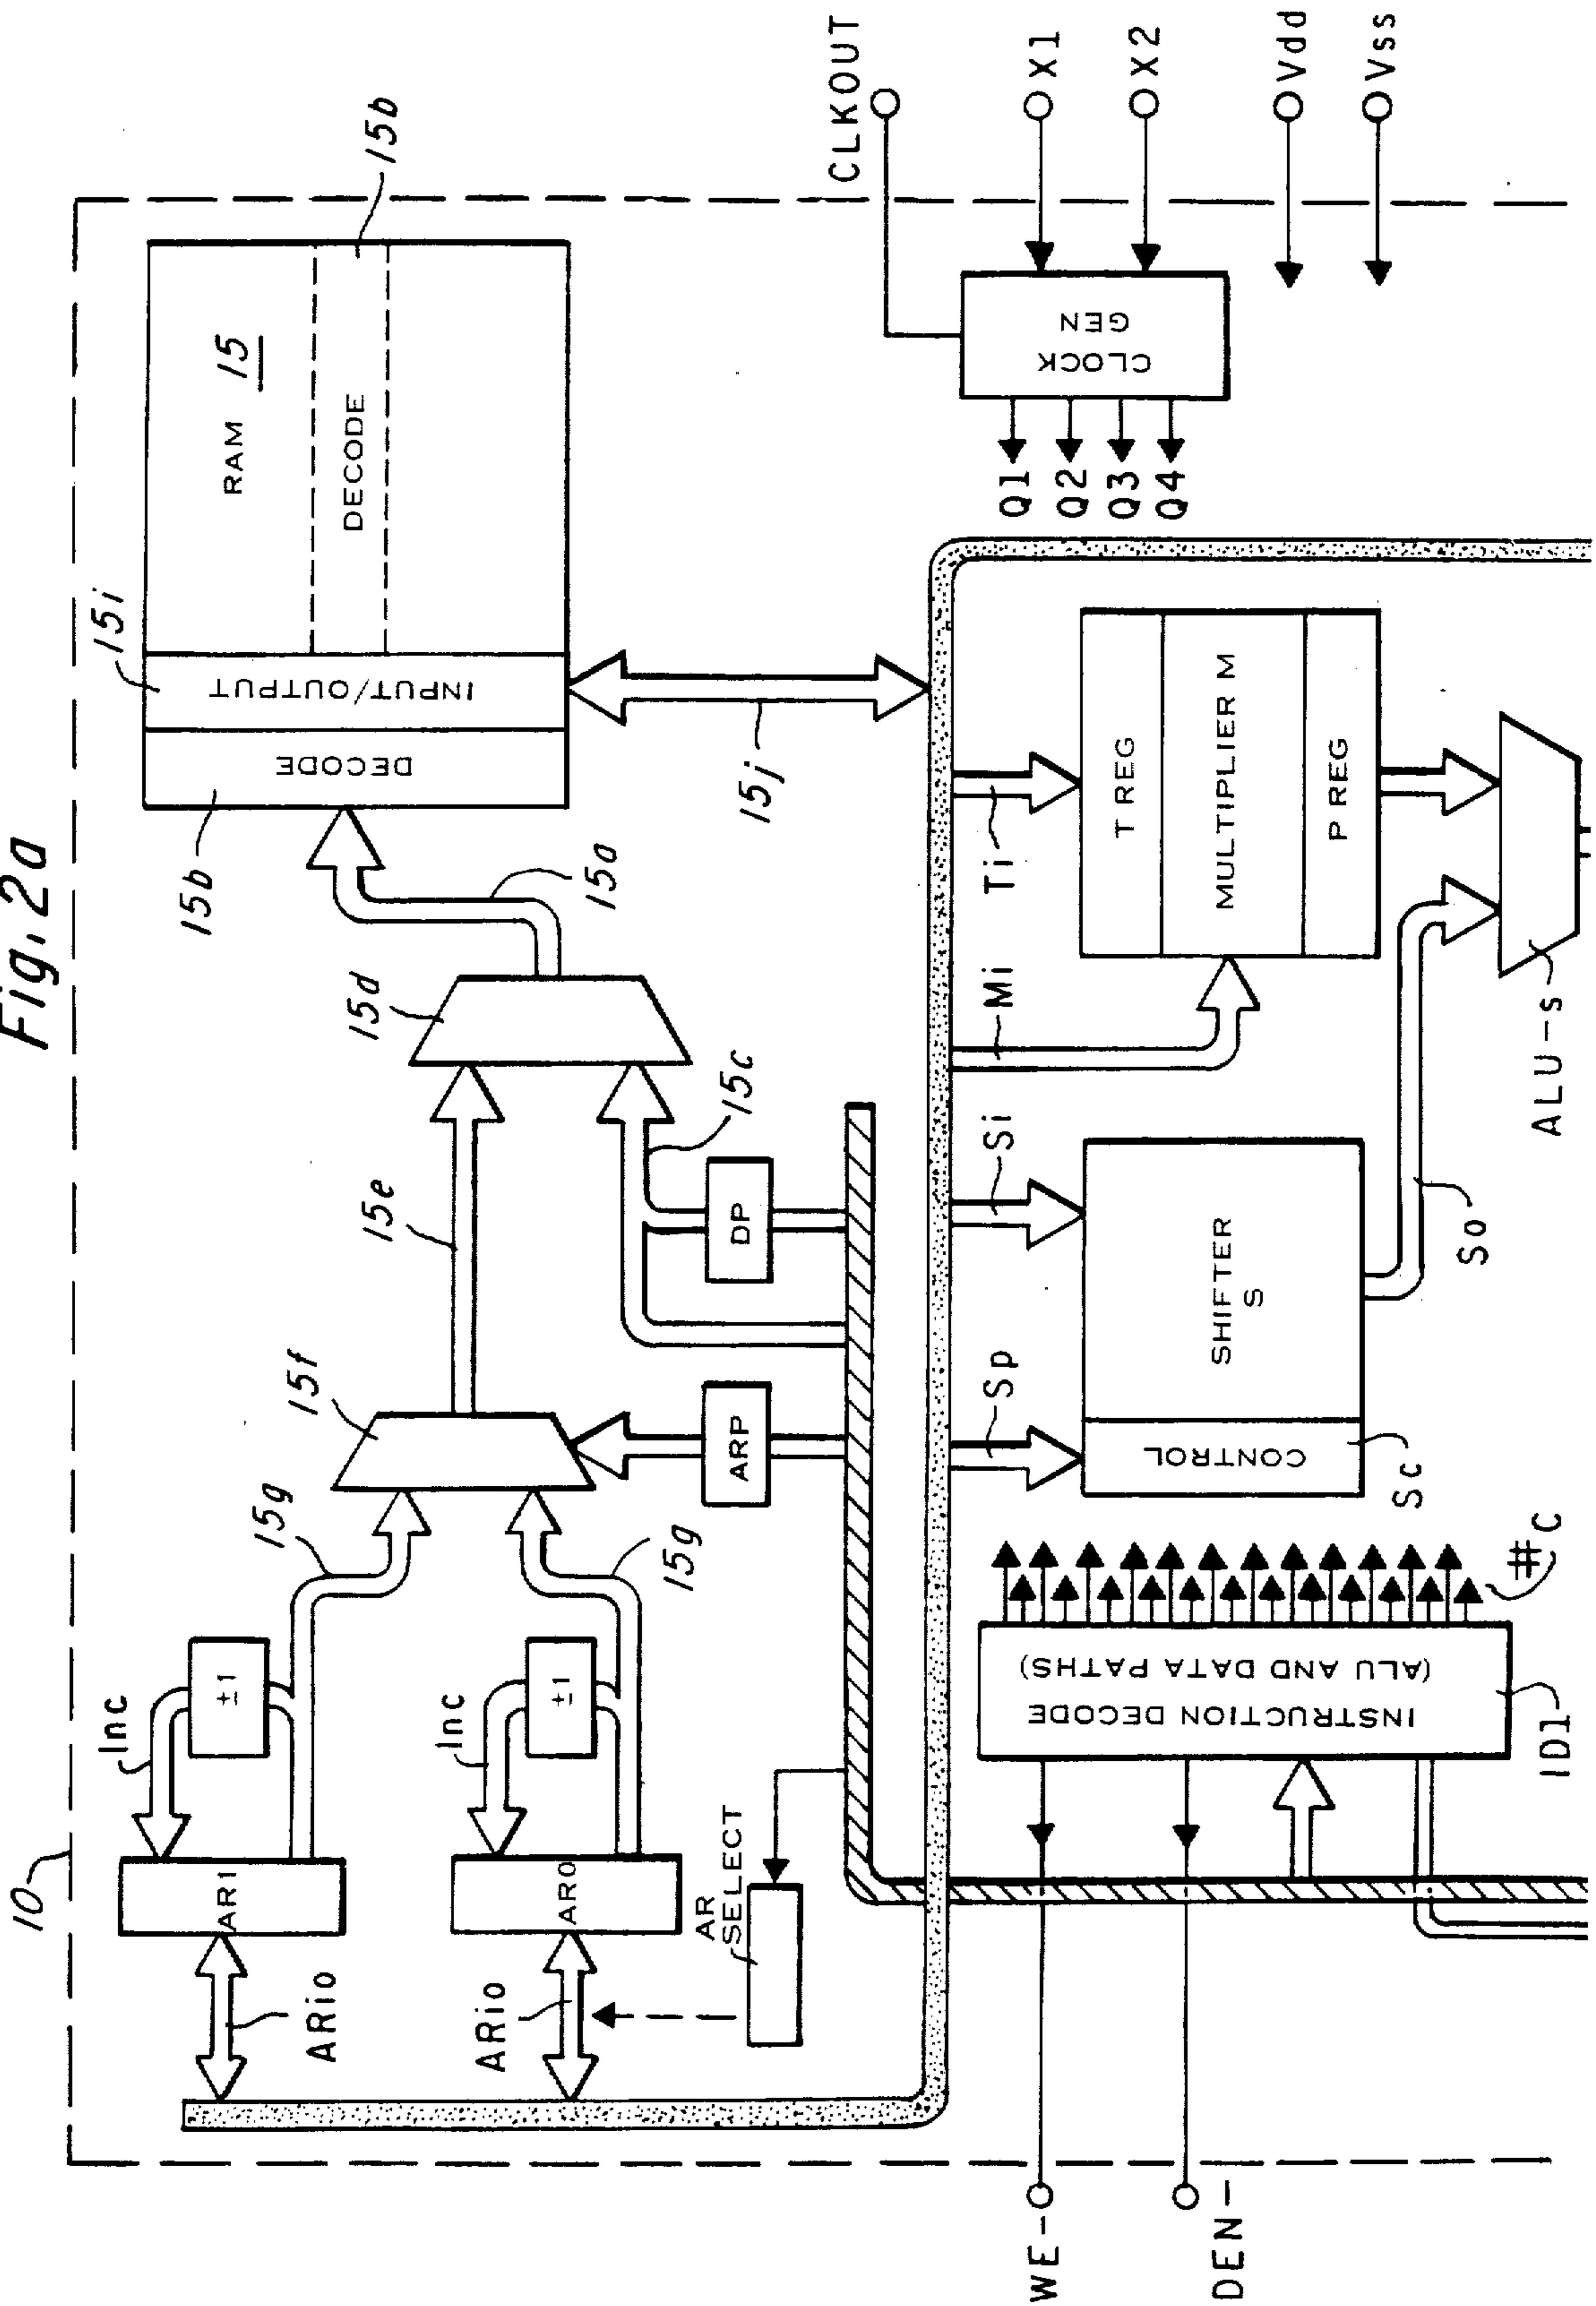 Fig. 2a
10
15i
15b
RAM 15
DECODE
INPUT/OUTPUT
DECODE
15b
15j
15a
15d
15e
15c
DP
15f
ARP
15g
15g
Inc
±1
Inc
±1
AR1
AR0
ARio
ARio
AR
SELECT
CLKOUT
X1
X2
Vdd
Vss
CLOCK
GEN
Q1
Q2
Q3
Q4
Ti
Mi
Si
Sp
T REG
MULTIPLIER M
P REG
SHIFTER
S
CONTROL
Sc
So
ALU-s
#C
INSTRUCTION DECODE
(ALU AND DATA PATHS)
ID1
WE-
DEN-